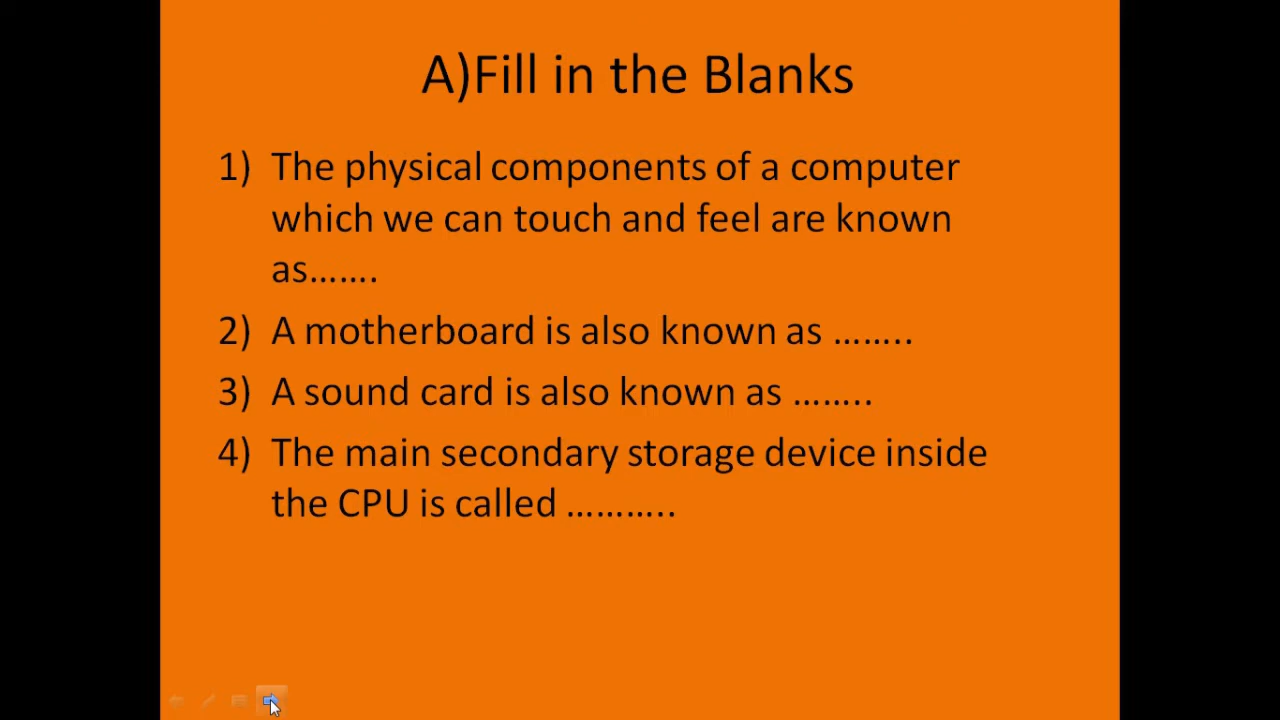 A)Fill in the Blanks
1) The physical components of a computer
which we can touch and feel are known
as…….
2) A motherboard is also known as ……..
3) A sound card is also known as ……..
4) The main secondary storage device inside
the CPU is called ………..